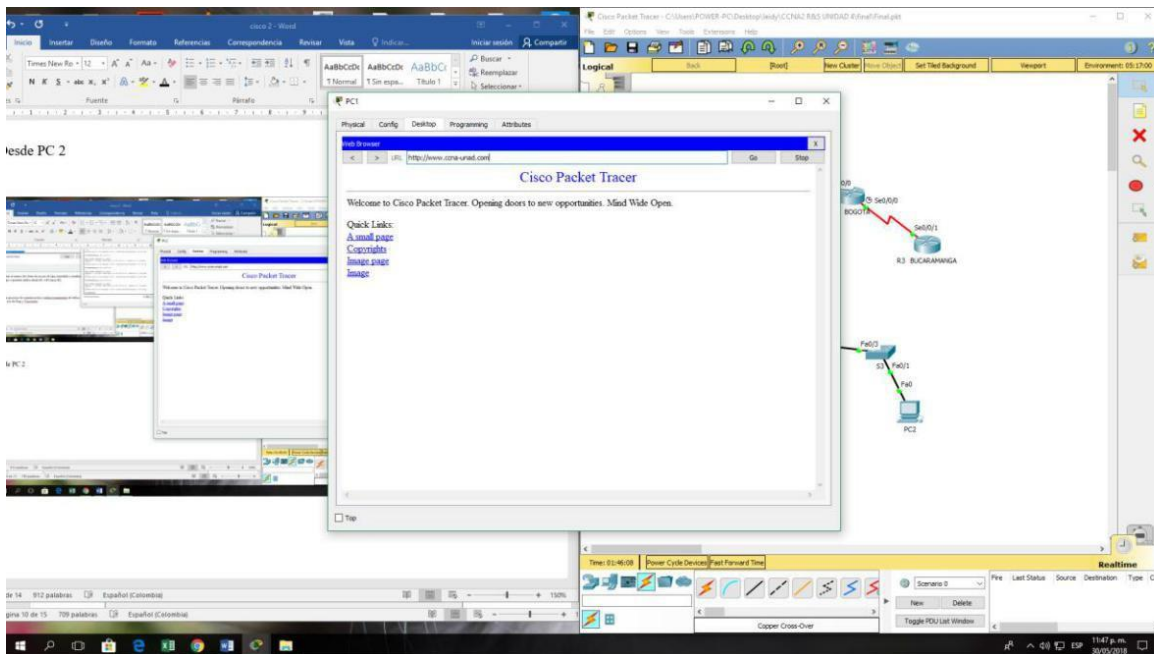 cisco 2 - Word
Iniciar sesión Compartir
Inicio Insertar Diseño Formato Referencias Correspondencia Revisar Vista Indicar...
Times New Ro 12
N K S abc x, x²
Fuente Párrafo
AaBbCcDc AaBbCcDc AaBbCc
1 Normal 1 Sin espa... Título 1
Buscar
Reemplazar
Seleccionar
Desde PC 2
912 palabras Español (Colombia)
150%
10 de 15 709 palabras Español (Colombia)
Cisco Packet Tracer - C:\Users\POWER-PC\Desktop\leidy\CCNA2 R&S UNIDAD 4\Final\Final.pkt
File Edit Options View Tools Extensions Help
Logical Back [Root] New Cluster Move Object Set Tiled Background Viewport Environment: 05:17:00
PC1
Physical Config Desktop Programming Attributes
Web Browser X
< > URL http://www.ccna-unad.com Go Stop
Cisco Packet Tracer
Welcome to Cisco Packet Tracer. Opening doors to new opportunities. Mind Wide Open.
Quick Links:
A small page
Copyrights
Image page
Image
Top
Se0/0/0
BOGOTA
Se0/0/1
R3 BUCARAMANGA
Fa0/3
S3 Fa0/1
Fa0
PC2
Time: 01:46:08 Power Cycle Devices Fast Forward Time Realtime
Scenario 0
Fire Last Status Source Destination Type
New Delete
Toggle PDU List Window
Copper Cross-Over
ESP 11:47 p. m.
30/05/2018